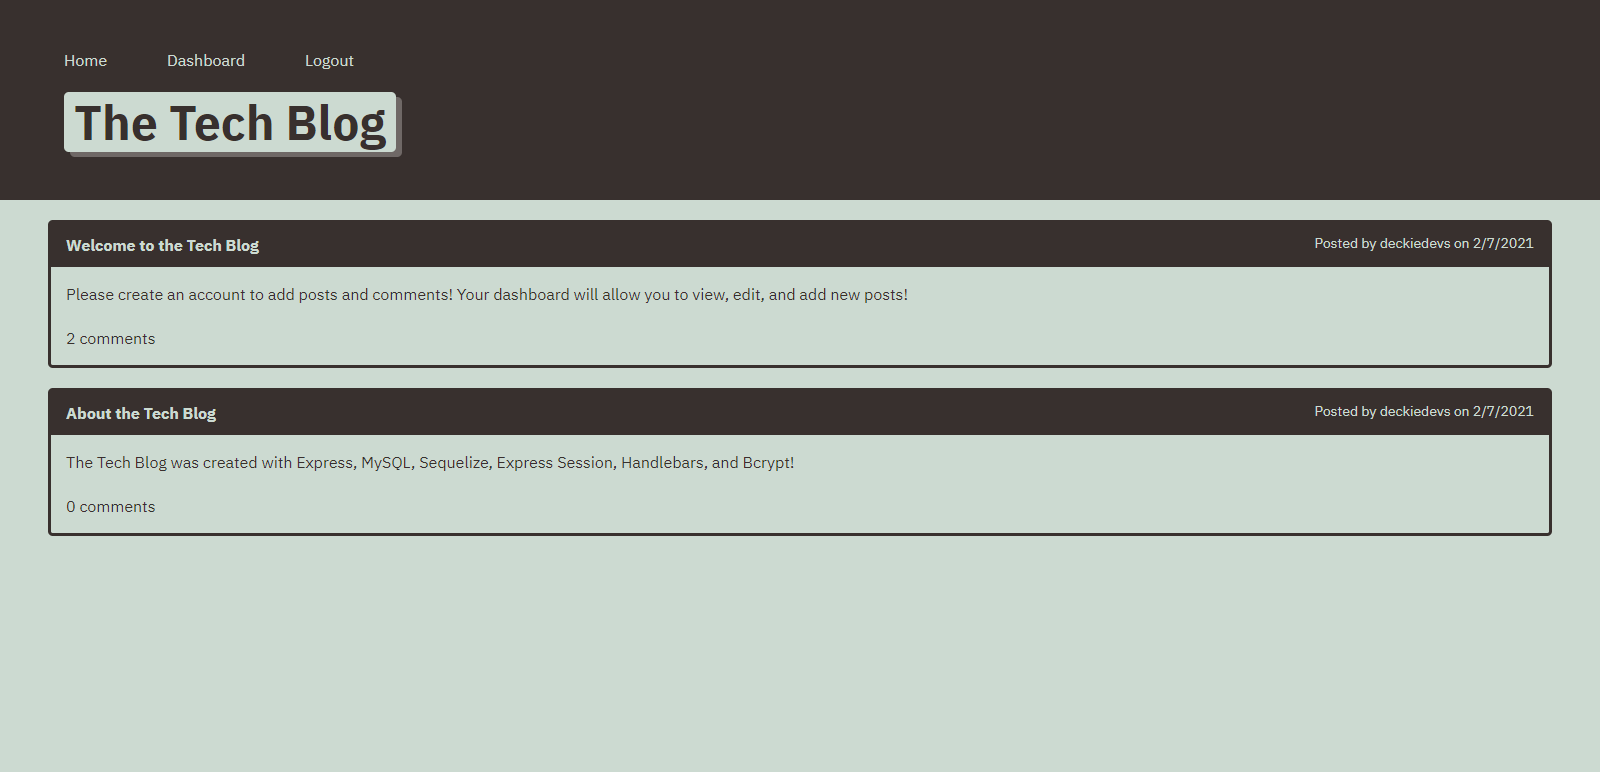 Home Dashboard Logout
The Tech Blog
Welcome to the Tech Blog Posted by deckiedevs on 2/7/2021
Please create an account to add posts and comments! Your dashboard will allow you to view, edit, and add new posts!
2 comments
About the Tech Blog Posted by deckiedevs on 2/7/2021
The Tech Blog was created with Express, MySQL, Sequelize, Express Session, Handlebars, and Bcrypt!
0 comments